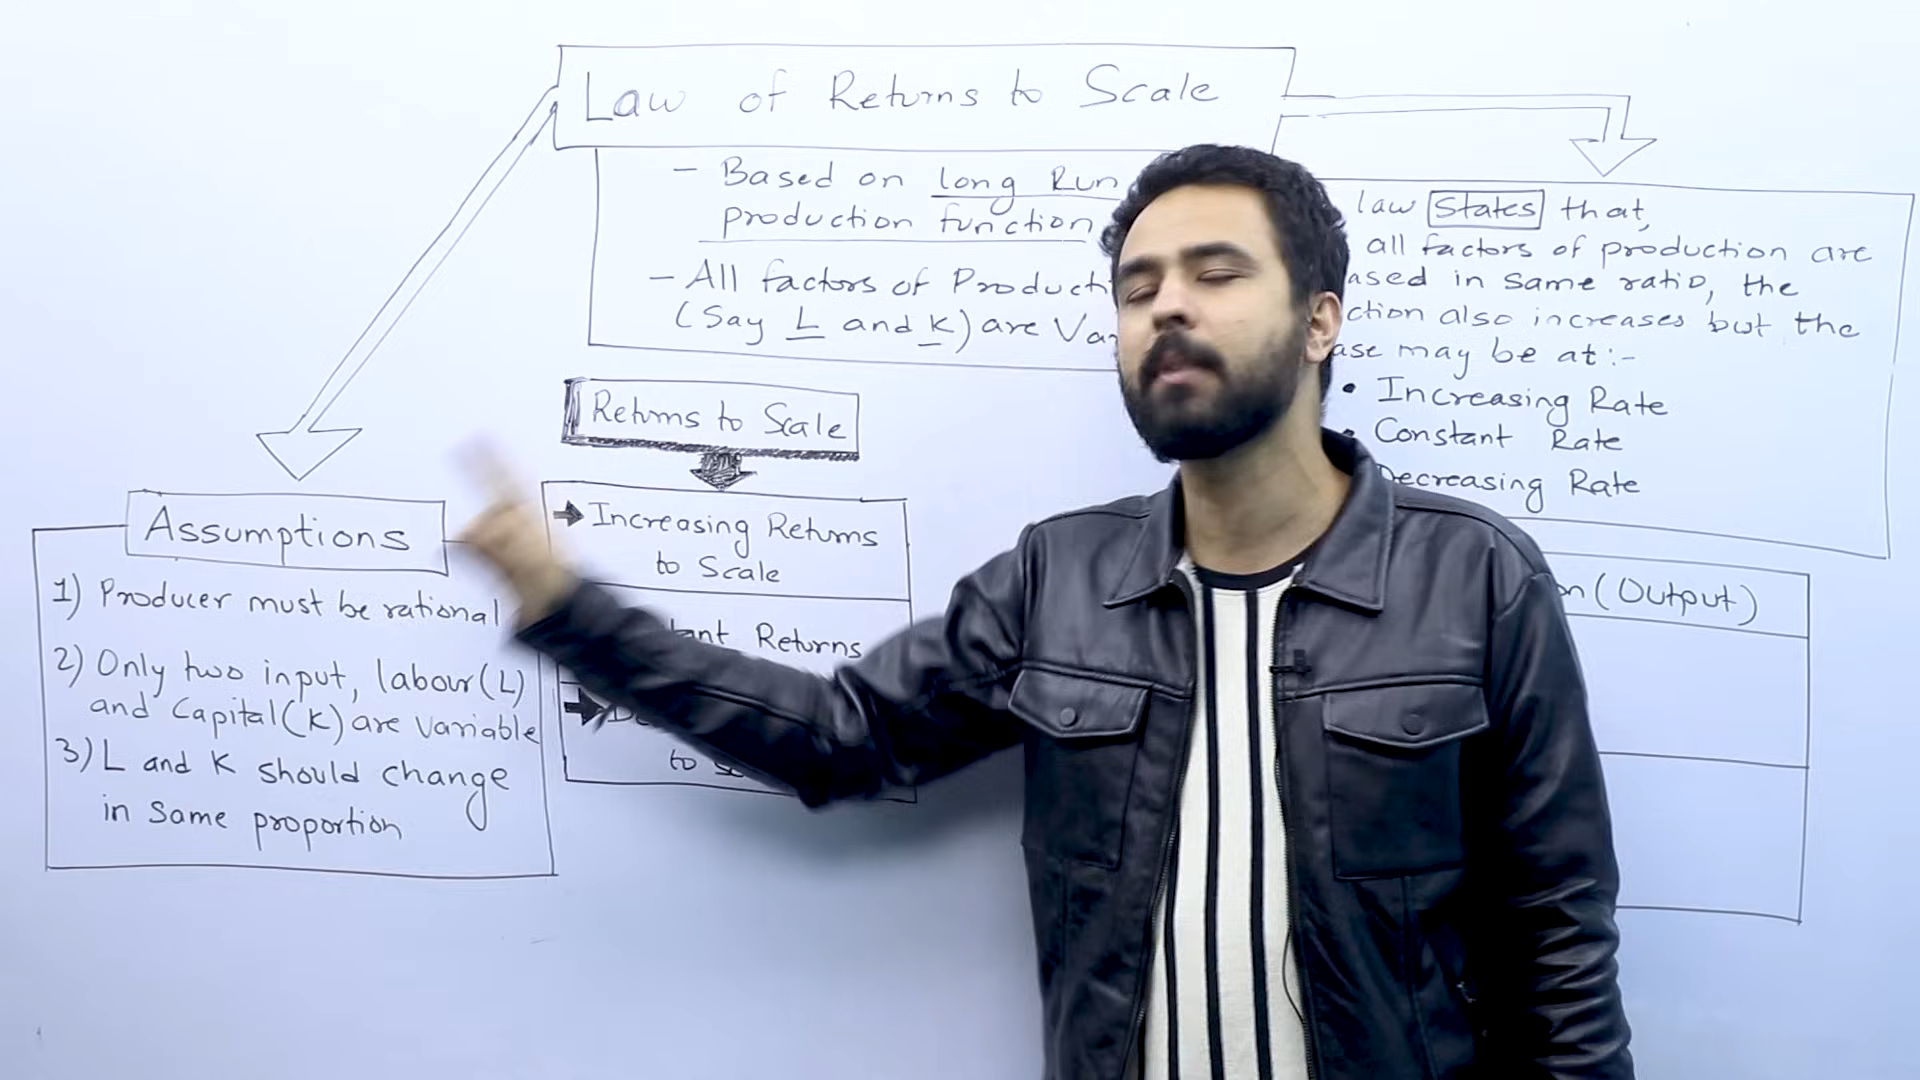 Law of Returns to Scale
- Based on long Run
production function
- All factors of Producti
(Say L and K) are Va
law States that,
all factors of production are
ased in same ratio, the
ction also increases but the
ase may be at:-
• Increasing Rate
• Constant Rate
Decreasing Rate
Returns to Scale
Increasing Returns
to Scale
tant Returns
to
Assumptions
1) Producer must be rational
2) Only two input, labour(L)
and Capital(K) are variable
3) L and K should change
in same proportion
on (Output)